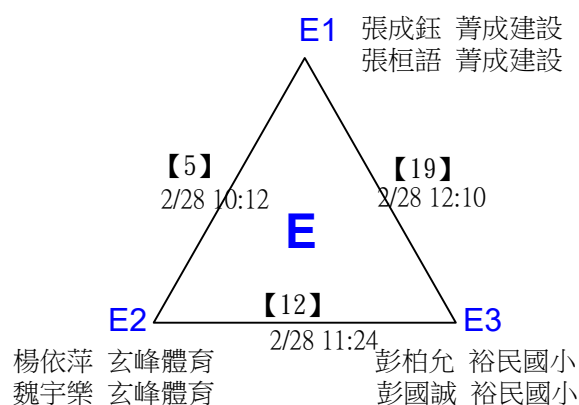 E1 張成鈺 菁成建設
張桓語 菁成建設
【5】
2/28 10:12
【19】
2/28 12:10
E
【12】
2/28 11:24
E2
E3
楊依萍 玄峰體育
魏宇樂 玄峰體育
彭柏允 裕民國小
彭國誠 裕民國小